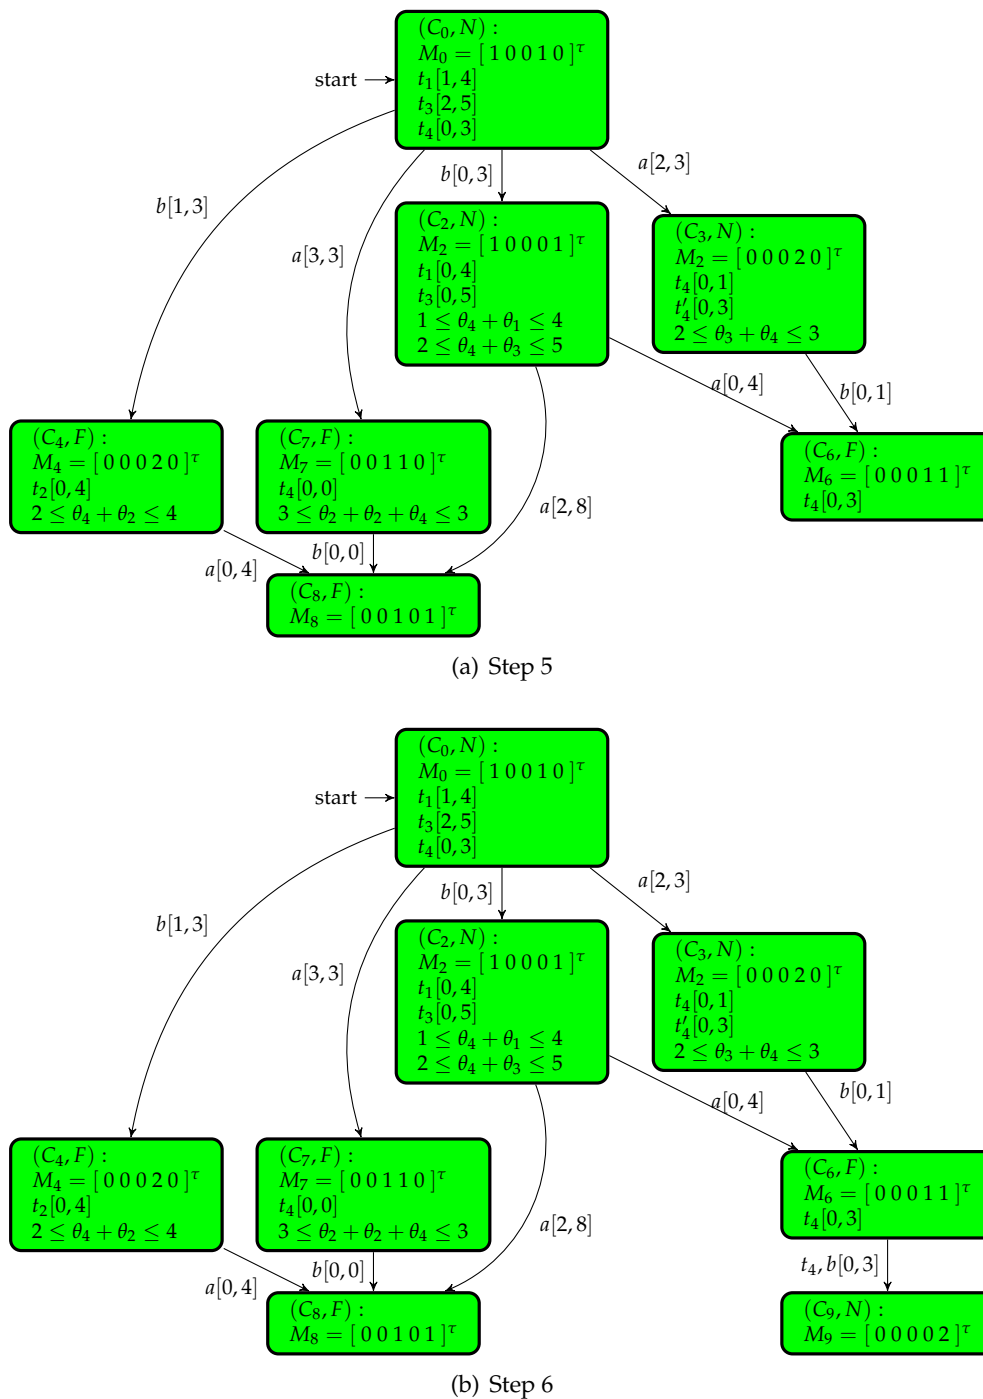 (C₀, N) :
M₀ = [ 1 0 0 1 0 ]^τ
start
t₁[1, 4]
t₃[2, 5]
t₄[0, 3]
b[1, 3]
a[3, 3]
b[0, 3]
a[2, 3]
(C₂, N) :
M₂ = [ 1 0 0 0 1 ]^τ
t₁[0, 4]
t₃[0, 5]
1 ≤ θ₄ + θ₁ ≤ 4
2 ≤ θ₄ + θ₃ ≤ 5
(C₃, N) :
M₂ = [ 0 0 0 2 0 ]^τ
t₄[0, 1]
t′₄[0, 3]
2 ≤ θ₃ + θ₄ ≤ 3
a[0, 4]
b[0, 1]
(C₄, F) :
M₄ = [ 0 0 0 2 0 ]^τ
t₂[0, 4]
2 ≤ θ₄ + θ₂ ≤ 4
(C₇, F) :
M₇ = [ 0 0 1 1 0 ]^τ
t₄[0, 0]
3 ≤ θ₂ + θ₂ + θ₄ ≤ 3
a[2, 8]
(C₆, F) :
M₆ = [ 0 0 0 1 1 ]^τ
t₄[0, 3]
a[0, 4]
b[0, 0]
(C₈, F) :
M₈ = [ 0 0 1 0 1 ]^τ
(a) Step 5
(C₀, N) :
M₀ = [ 1 0 0 1 0 ]^τ
start
t₁[1, 4]
t₃[2, 5]
t₄[0, 3]
b[1, 3]
a[3, 3]
b[0, 3]
a[2, 3]
(C₂, N) :
M₂ = [ 1 0 0 0 1 ]^τ
t₁[0, 4]
t₃[0, 5]
1 ≤ θ₄ + θ₁ ≤ 4
2 ≤ θ₄ + θ₃ ≤ 5
(C₃, N) :
M₂ = [ 0 0 0 2 0 ]^τ
t₄[0, 1]
t′₄[0, 3]
2 ≤ θ₃ + θ₄ ≤ 3
a[0, 4]
b[0, 1]
(C₄, F) :
M₄ = [ 0 0 0 2 0 ]^τ
t₂[0, 4]
2 ≤ θ₄ + θ₂ ≤ 4
(C₇, F) :
M₇ = [ 0 0 1 1 0 ]^τ
t₄[0, 0]
3 ≤ θ₂ + θ₂ + θ₄ ≤ 3
a[2, 8]
(C₆, F) :
M₆ = [ 0 0 0 1 1 ]^τ
t₄[0, 3]
a[0, 4]
b[0, 0]
t₄, b[0, 3]
(C₈, F) :
M₈ = [ 0 0 1 0 1 ]^τ
(C₉, N) :
M₉ = [ 0 0 0 0 2 ]^τ
(b) Step 6